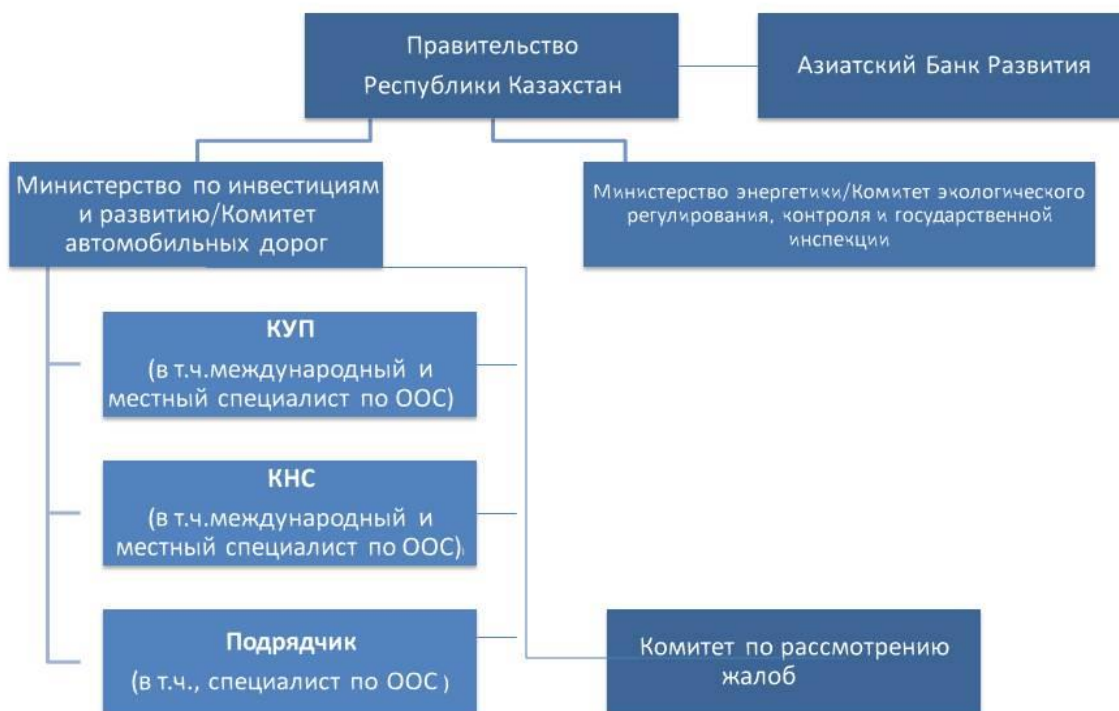 Правительство
Республики Казахстан
Азиатский Банк Развития
Министерство по инвестициям
и развитию/Комитет
автомобильных дорог
Министерство энергетики/Комитет экологического
регулирования, контроля и государственной
инспекции
КУП
(в т.ч.международный и
местный специалист по ООС)
КНС
(в т.ч.международный и
местный специалист по ООС)
Подрядчик
(в т.ч., специалист по ООС )
Комитет по рассмотрению
жалоб